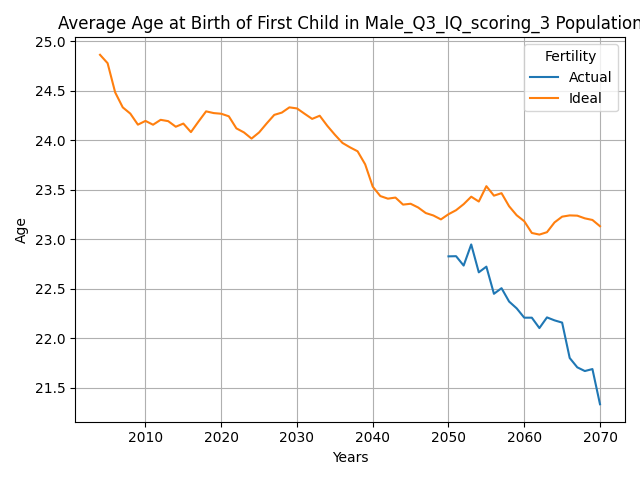 Average Age at Birth of First Child in Male_Q3_IQ_scoring_3 Population
Fertility
Actual
Ideal
25.0
24.5
24.0
23.5
23.0
22.5
22.0
21.5
Age
2010
2020
2030
2040
2050
2060
2070
Years